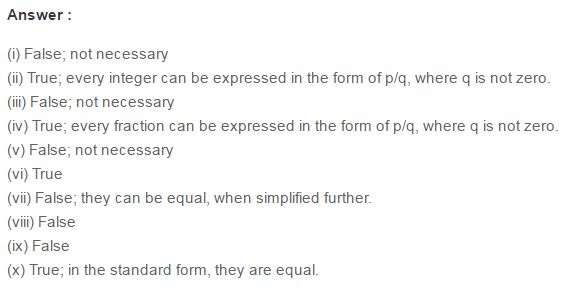 Answer :
(i) False; not necessary
(ii) True; every integer can be expressed in the form of p/q, where q is not zero.
(iii) False; not necessary
(iv) True; every fraction can be expressed in the form of p/q, where q is not zero.
(v) False; not necessary
(vi) True
(vii) False; they can be equal, when simplified further.
(viii) False
(ix) False
(x) True; in the standard form, they are equal.